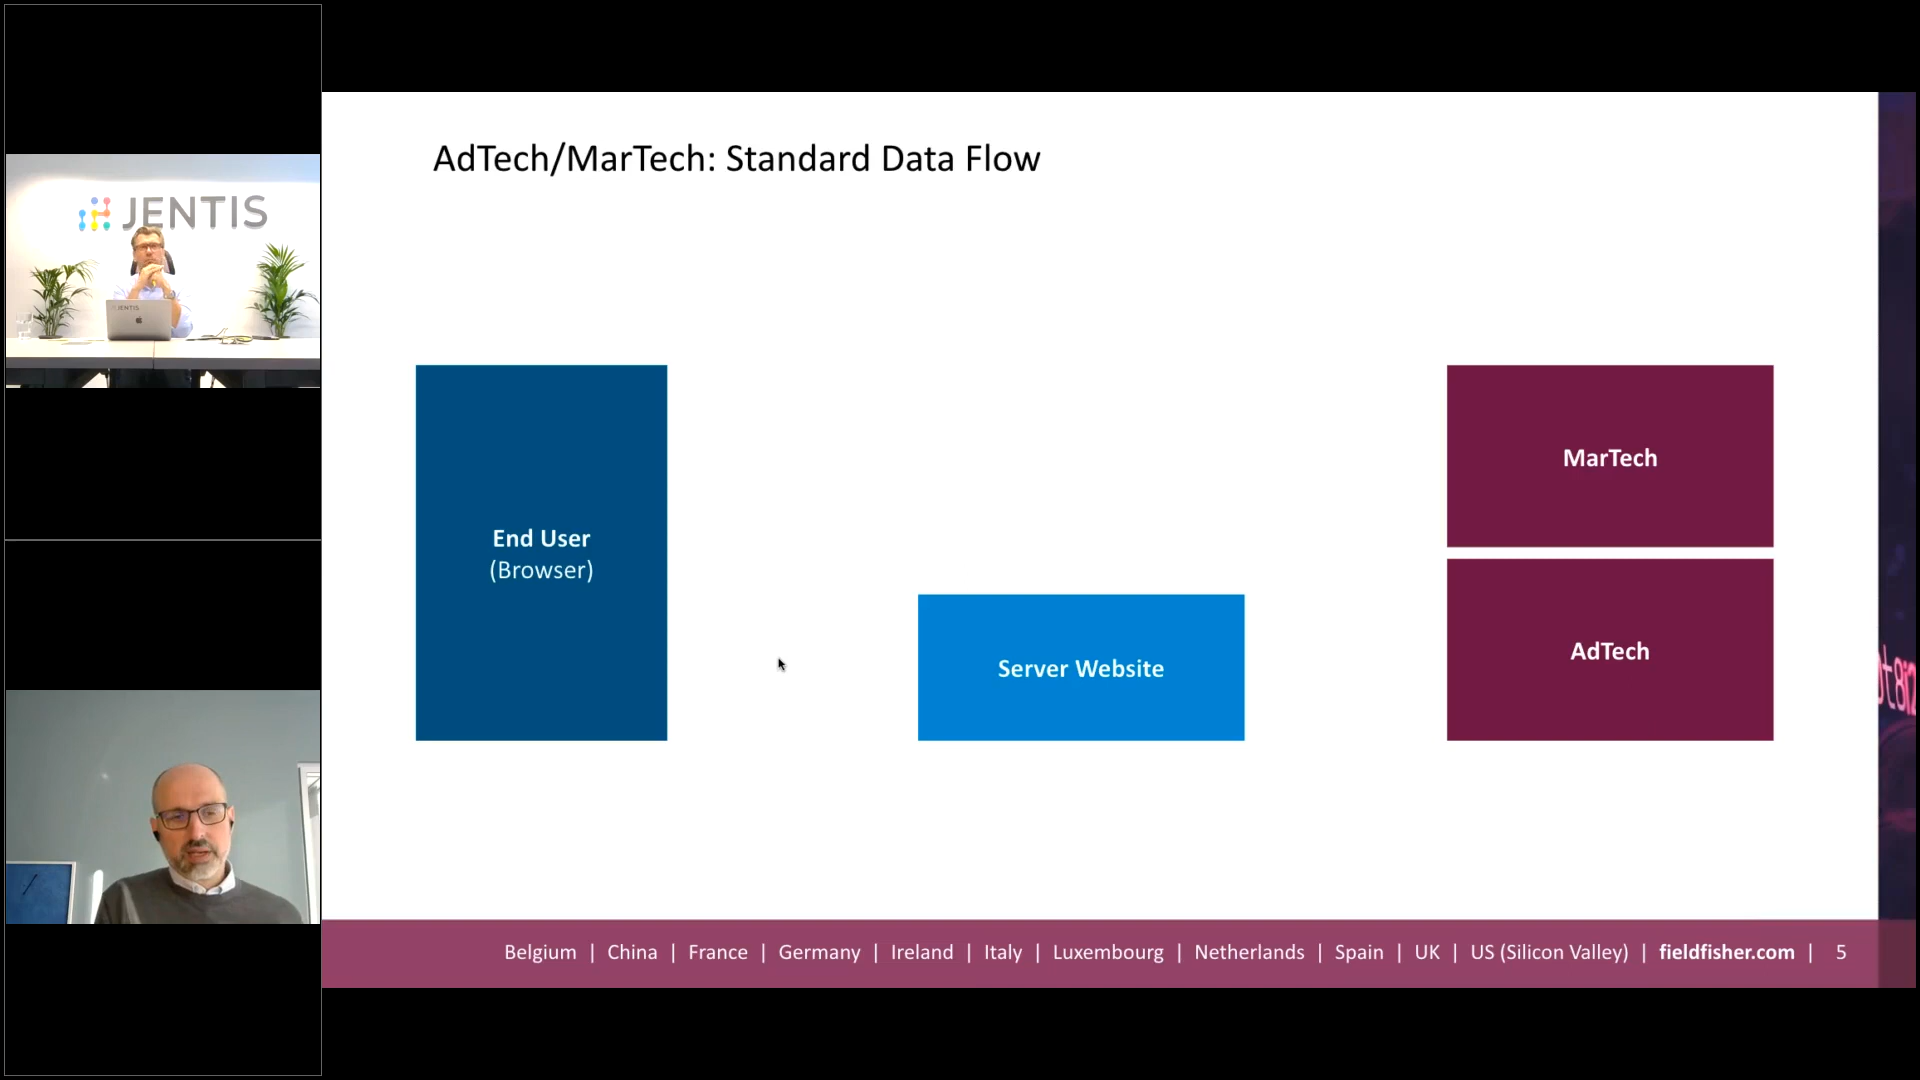 JENTIS
JENTIS
AdTech/MarTech: Standard Data Flow
End User
(Browser)
Server Website
MarTech
AdTech
Belgium | China | France | Germany | Ireland | Italy | Luxembourg | Netherlands | Spain | UK | US (Silicon Valley) | fieldfisher.com | 5